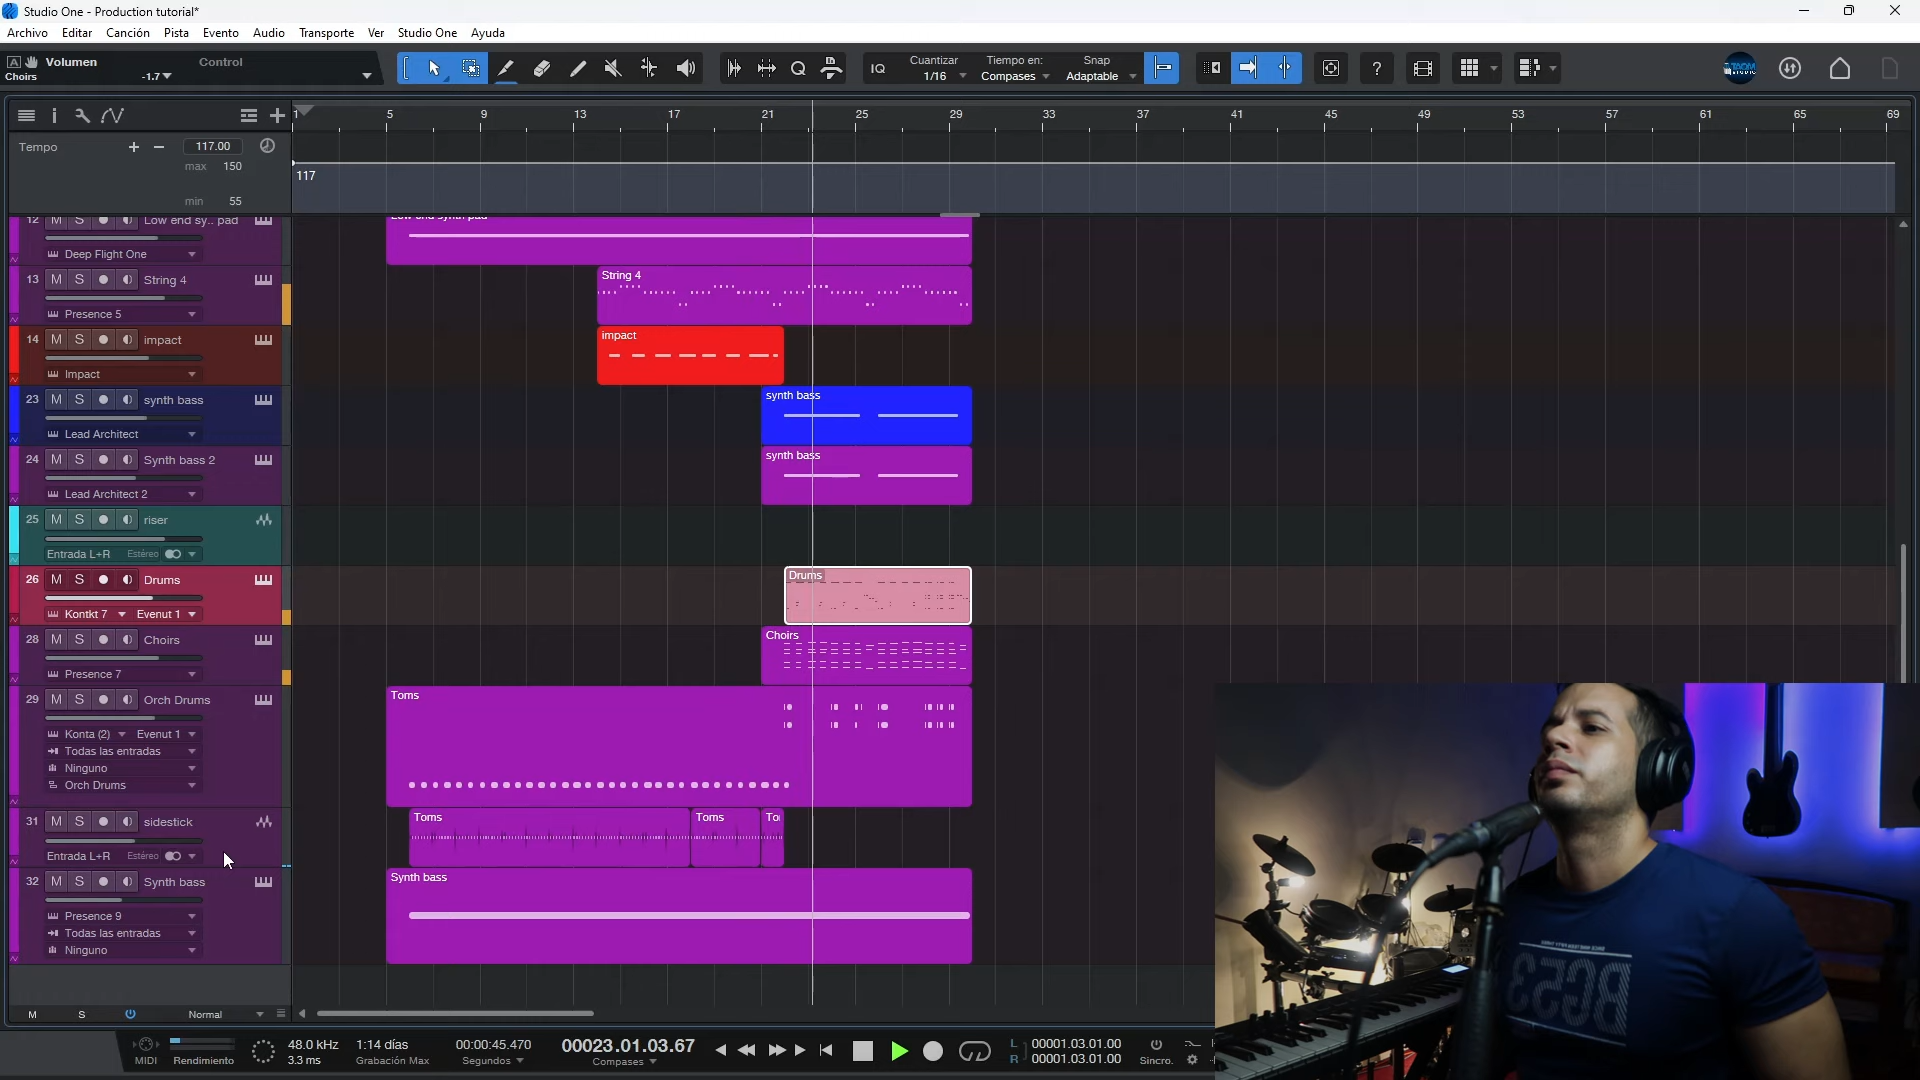 Studio One - Production tutorial*
Archivo Editar Canción Pista Evento Audio Transporte Ver Studio One Ayuda
Volumen Control
Choirs -1.7
IQ Cuantizar 1/16 Tiempo en: Compases Snap Adaptable
?
1 5 9 13 17 21 25 29 33 37 41 45 49 53 57 61 65 69
Tempo + − 117.00
max 150
min 55
117
12 M S Low end sy.. pad
Deep Flight One
Low end synth pad
13 M S String 4
Presence 5
String 4
14 M S impact
Impact
impact
23 M S synth bass
Lead Architect
synth bass
24 M S Synth bass 2
Lead Architect 2
synth bass
25 M S riser
Entrada L+R Estéreo
26 M S Drums
Kontkt 7 Evenut 1
Drums
28 M S Choirs
Presence 7
Choirs
29 M S Orch Drums
Konta (2) Evenut 1
Todas las entradas
Ninguno
Orch Drums
Toms
31 M S sidestick
Entrada L+R Estéreo
Toms Toms To
32 M S Synth bass
Presence 9
Todas las entradas
Ninguno
Synth bass
M S Normal
MIDI Rendimiento
48.0 kHz
3.3 ms
1:14 días
Grabación Max
00:00:45.470
Segundos
00023.01.03.67
Compases
L 00001.03.01.00
R 00001.03.01.00
Sincro.